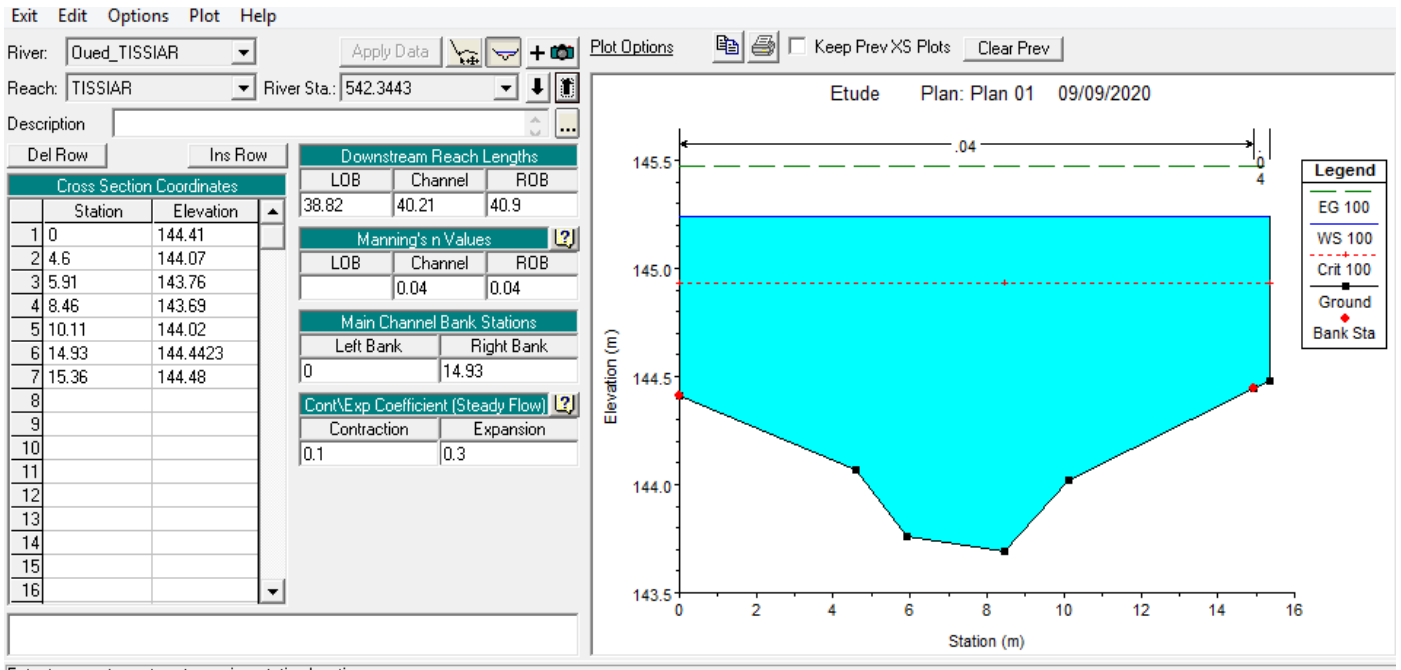 Exit Edit Options Plot Help
River: Oued_TISSIAR Apply Data
Reach: TISSIAR River Sta.: 542.3443
Description ...
Del Row Ins Row
Cross Section Coordinates
Station Elevation
1 0 144.41
2 4.6 144.07
3 5.91 143.76
4 8.46 143.69
5 10.11 144.02
6 14.93 144.4423
7 15.36 144.48
8
9
10
11
12
13
14
15
16
Downstream Reach Lengths
LOB Channel ROB
38.82 40.21 40.9
Manning's n Values
LOB Channel ROB
0.04 0.04
Main Channel Bank Stations
Left Bank Right Bank
0 14.93
Cont\Exp Coefficient (Steady Flow)
Contraction Expansion
0.1 0.3
Plot Options Keep Prev XS Plots Clear Prev
Etude Plan: Plan 01 09/09/2020
.04
.
0
4
145.5
145.0
144.5
144.0
143.5
Elevation (m)
0 2 4 6 8 10 12 14 16
Station (m)
Legend
EG 100
WS 100
Crit 100
Ground
Bank Sta